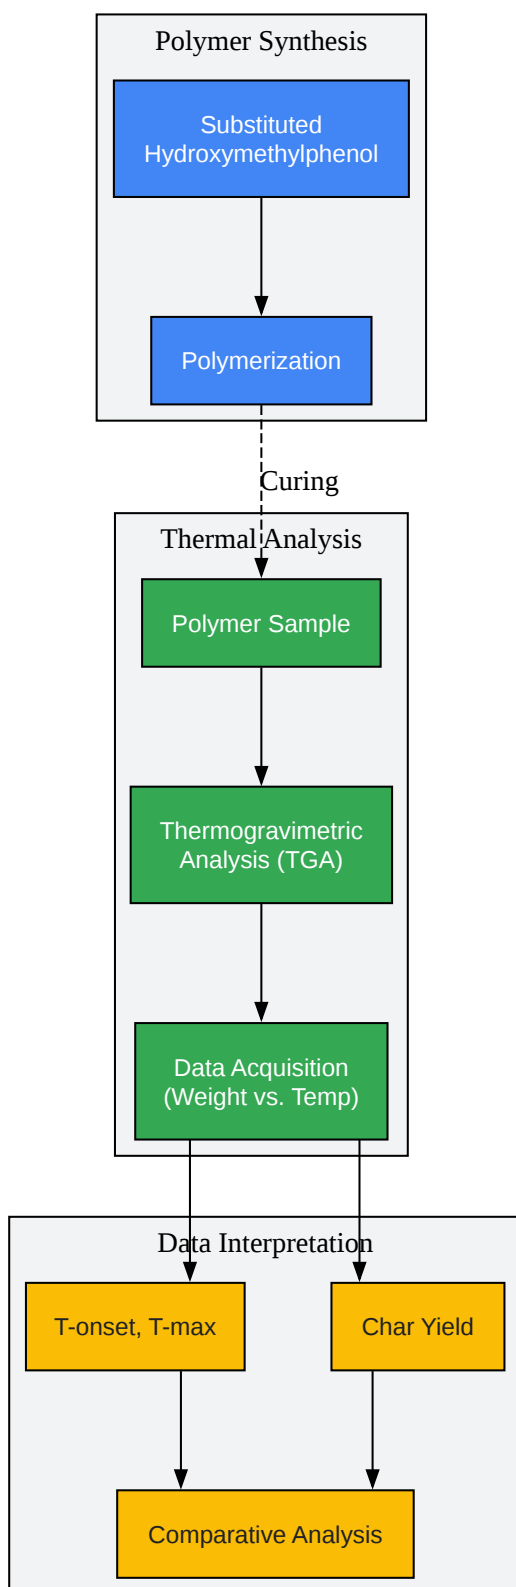 Polymer Synthesis
Substituted
Hydroxymethylphenol
Polymerization
Curing
Thermal Analysis
Polymer Sample
Thermogravimetric
Analysis (TGA)
Data Acquisition
(Weight vs. Temp)
Data Interpretation
T-onset, T-max
Char Yield
Comparative Analysis